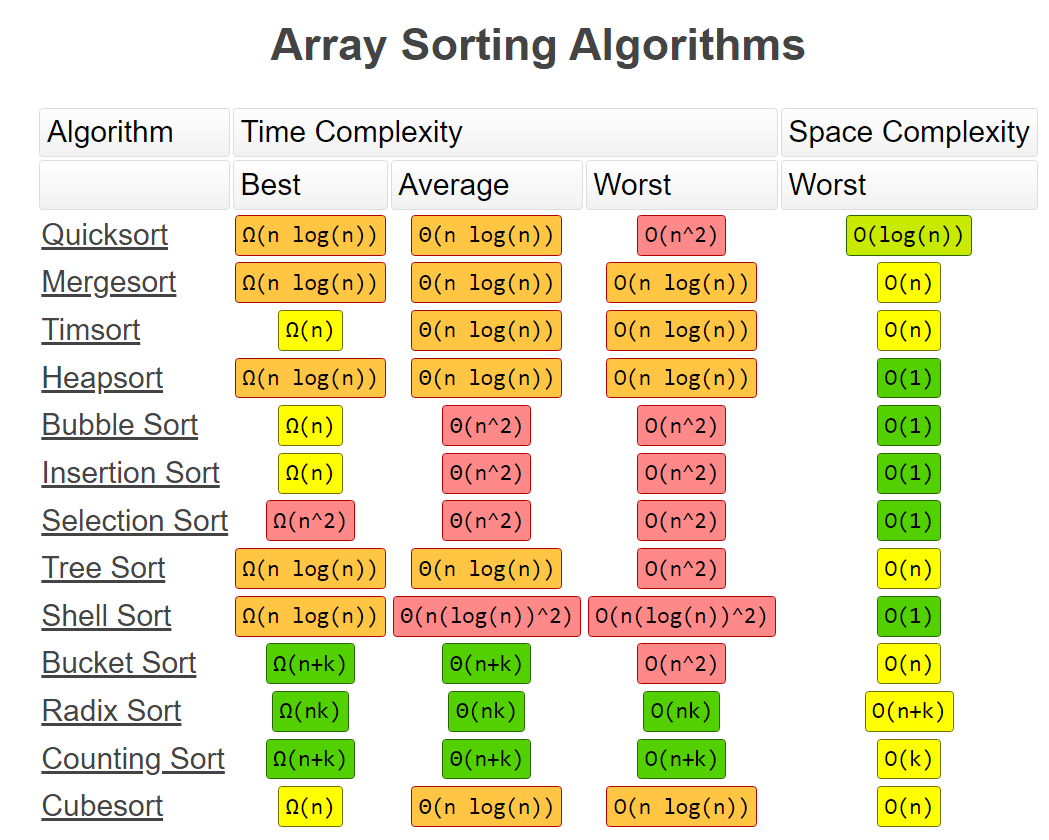 Array Sorting Algorithms
Algorithm Time Complexity Space Complexity
Best Average Worst Worst
Quicksort Ω(n log(n)) Θ(n log(n)) O(n^2) O(log(n))
Mergesort Ω(n log(n)) Θ(n log(n)) O(n log(n)) O(n)
Timsort Ω(n) Θ(n log(n)) O(n log(n)) O(n)
Heapsort Ω(n log(n)) Θ(n log(n)) O(n log(n)) O(1)
Bubble Sort Ω(n) Θ(n^2) O(n^2) O(1)
Insertion Sort Ω(n) Θ(n^2) O(n^2) O(1)
Selection Sort Ω(n^2) Θ(n^2) O(n^2) O(1)
Tree Sort Ω(n log(n)) Θ(n log(n)) O(n^2) O(n)
Shell Sort Ω(n log(n)) Θ(n(log(n))^2) O(n(log(n))^2) O(1)
Bucket Sort Ω(n+k) Θ(n+k) O(n^2) O(n)
Radix Sort Ω(nk) Θ(nk) O(nk) O(n+k)
Counting Sort Ω(n+k) Θ(n+k) O(n+k) O(k)
Cubesort Ω(n) Θ(n log(n)) O(n log(n)) O(n)